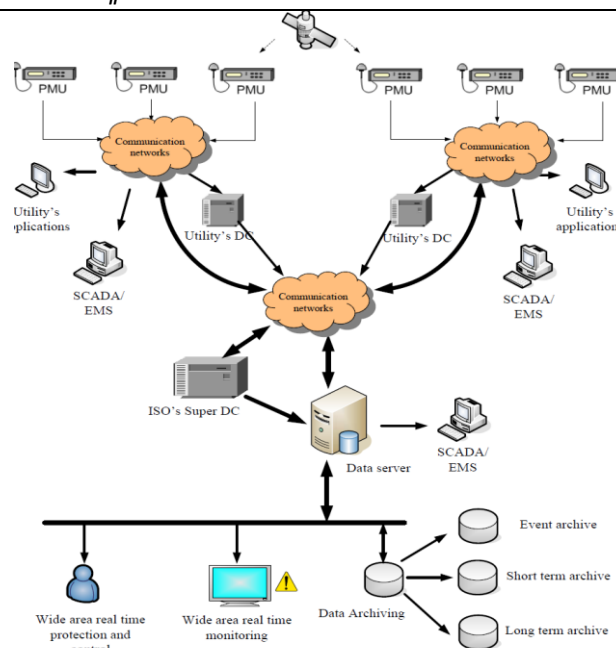 PMU
PMU
PMU
PMU
PMU
PMU
Communication
networks
Communication
networks
Utility's
plications
Utility's DC
Utility's DC
Utility's
application
SCADA/
EMS
SCADA/
EMS
Communication
networks
ISO's Super DC
Data server
SCADA/
EMS
Event archive
Short term archive
Long term archive
Wide area real time
protection and
Wide area real time
monitoring
Data Archiving